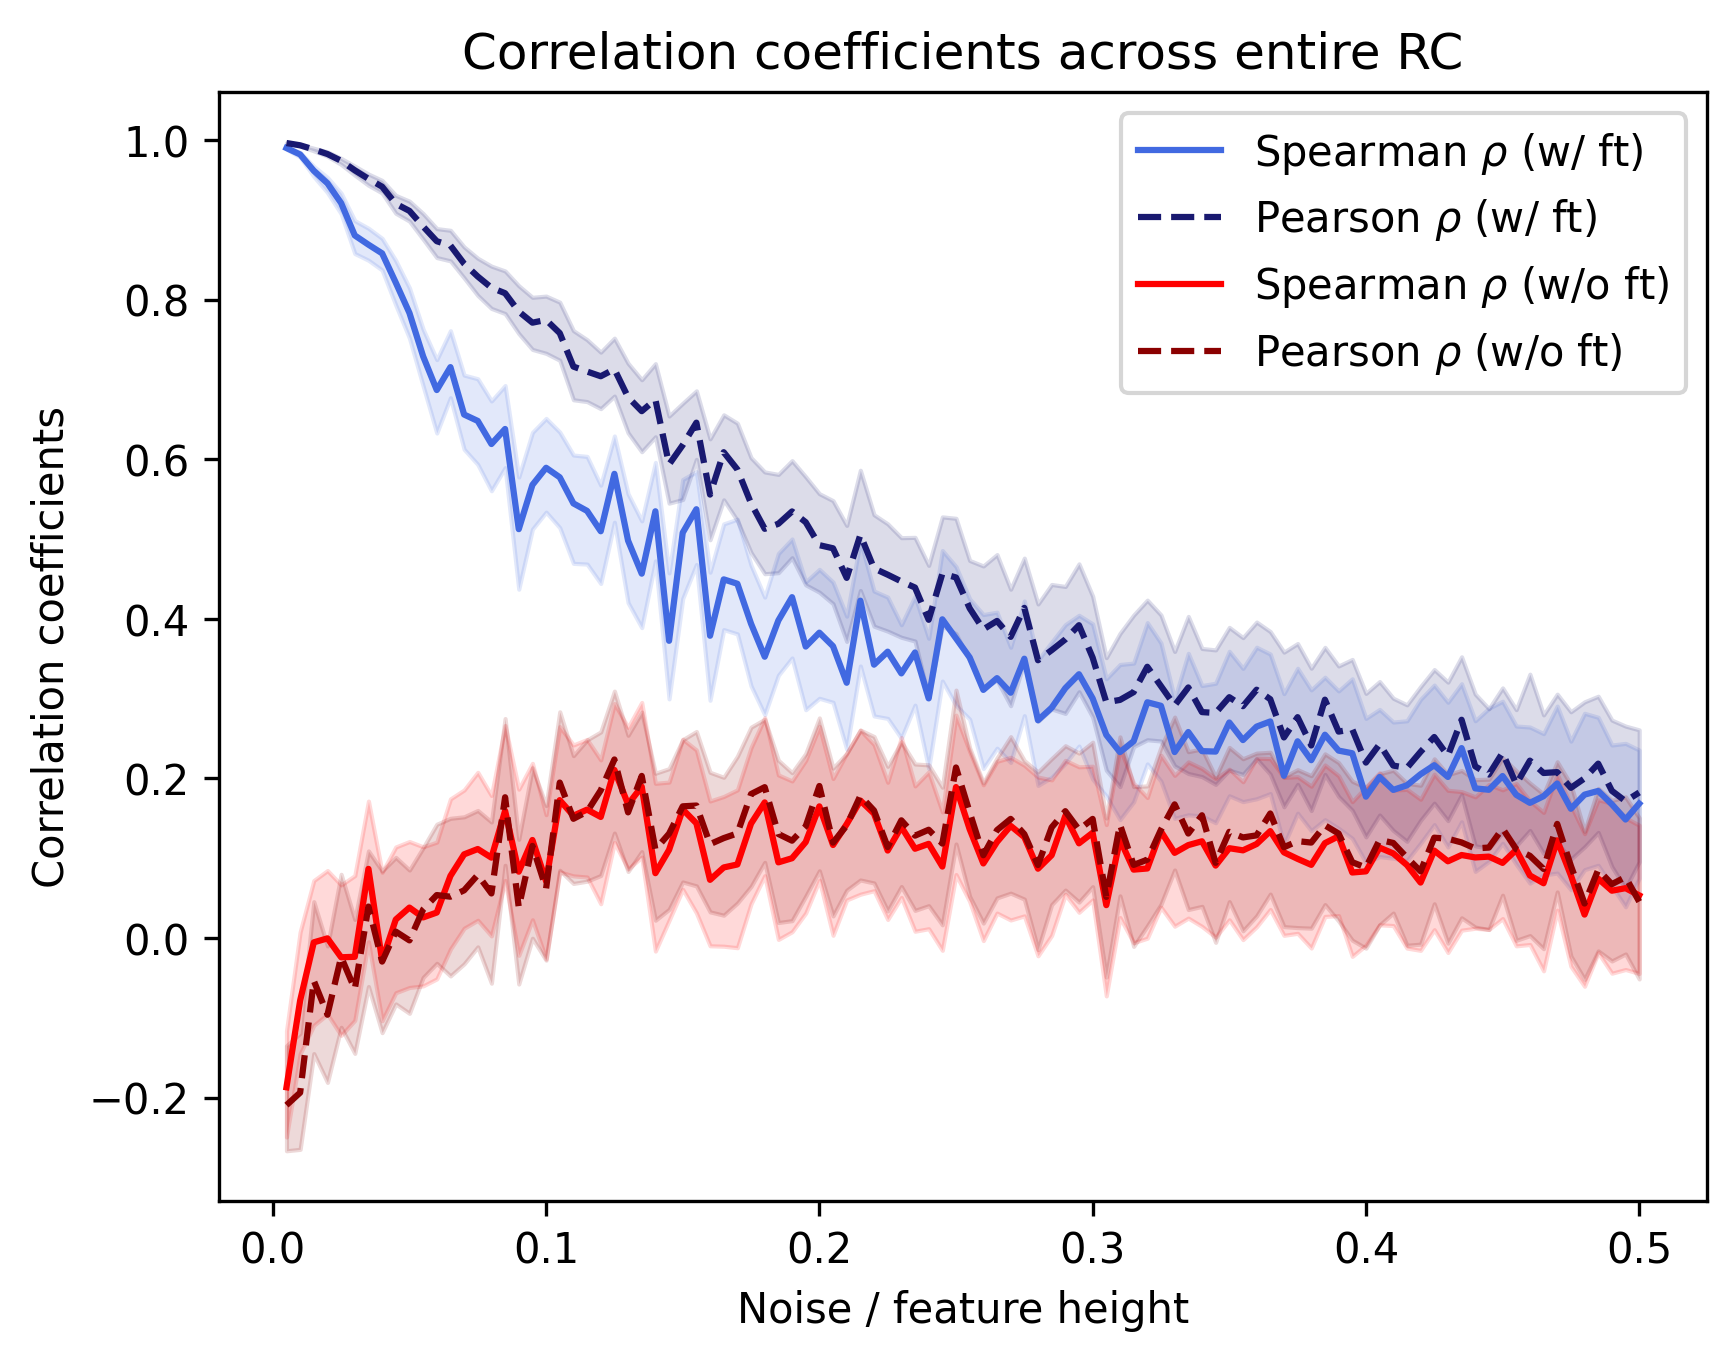 Correlation coefficients across entire RC
Spearman ρ (w/ ft)
Pearson ρ (w/ ft)
Spearman ρ (w/o ft)
Pearson ρ (w/o ft)
Correlation coefficients
1.0
0.8
0.6
0.4
0.2
0.0
−0.2
0.0 0.1 0.2 0.3 0.4 0.5
Noise / feature height